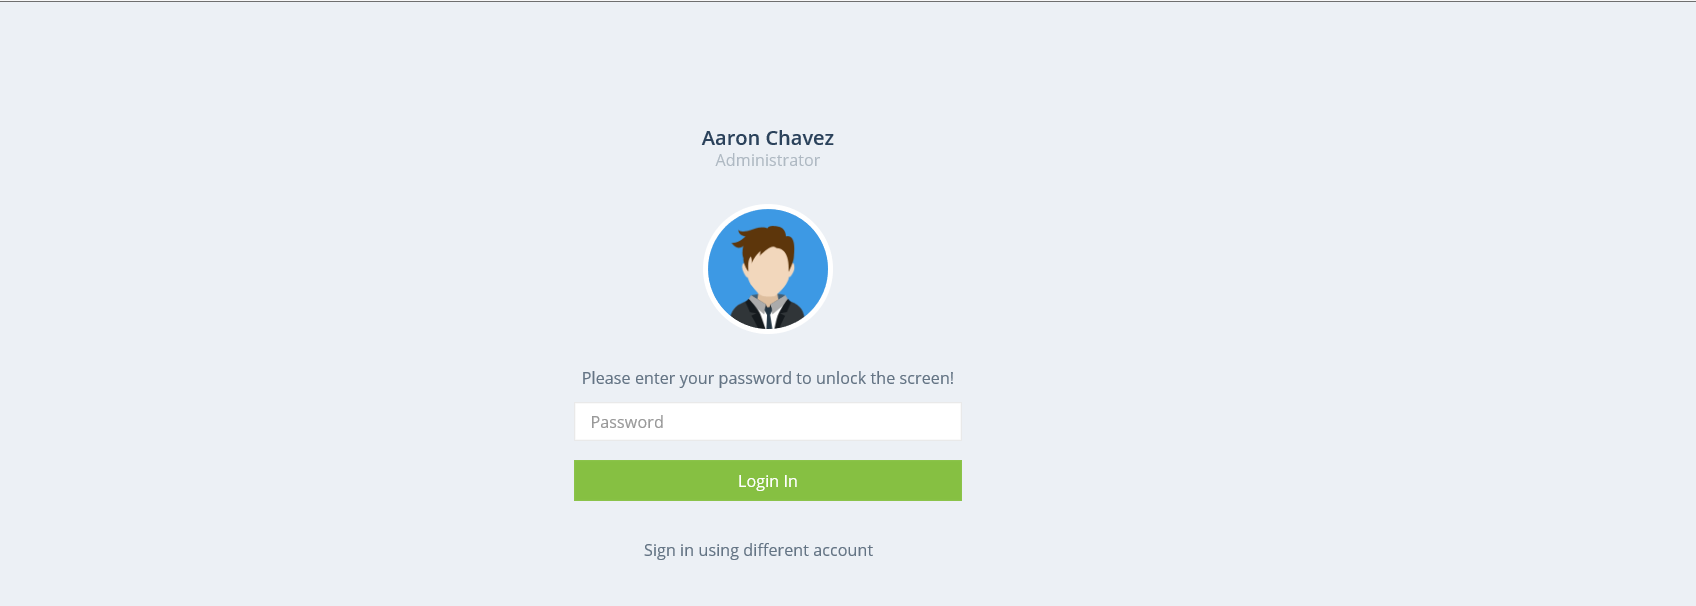 Aaron Chavez
Administrator
Please enter your password to unlock the screen!
Password
Login In
Sign in using different account